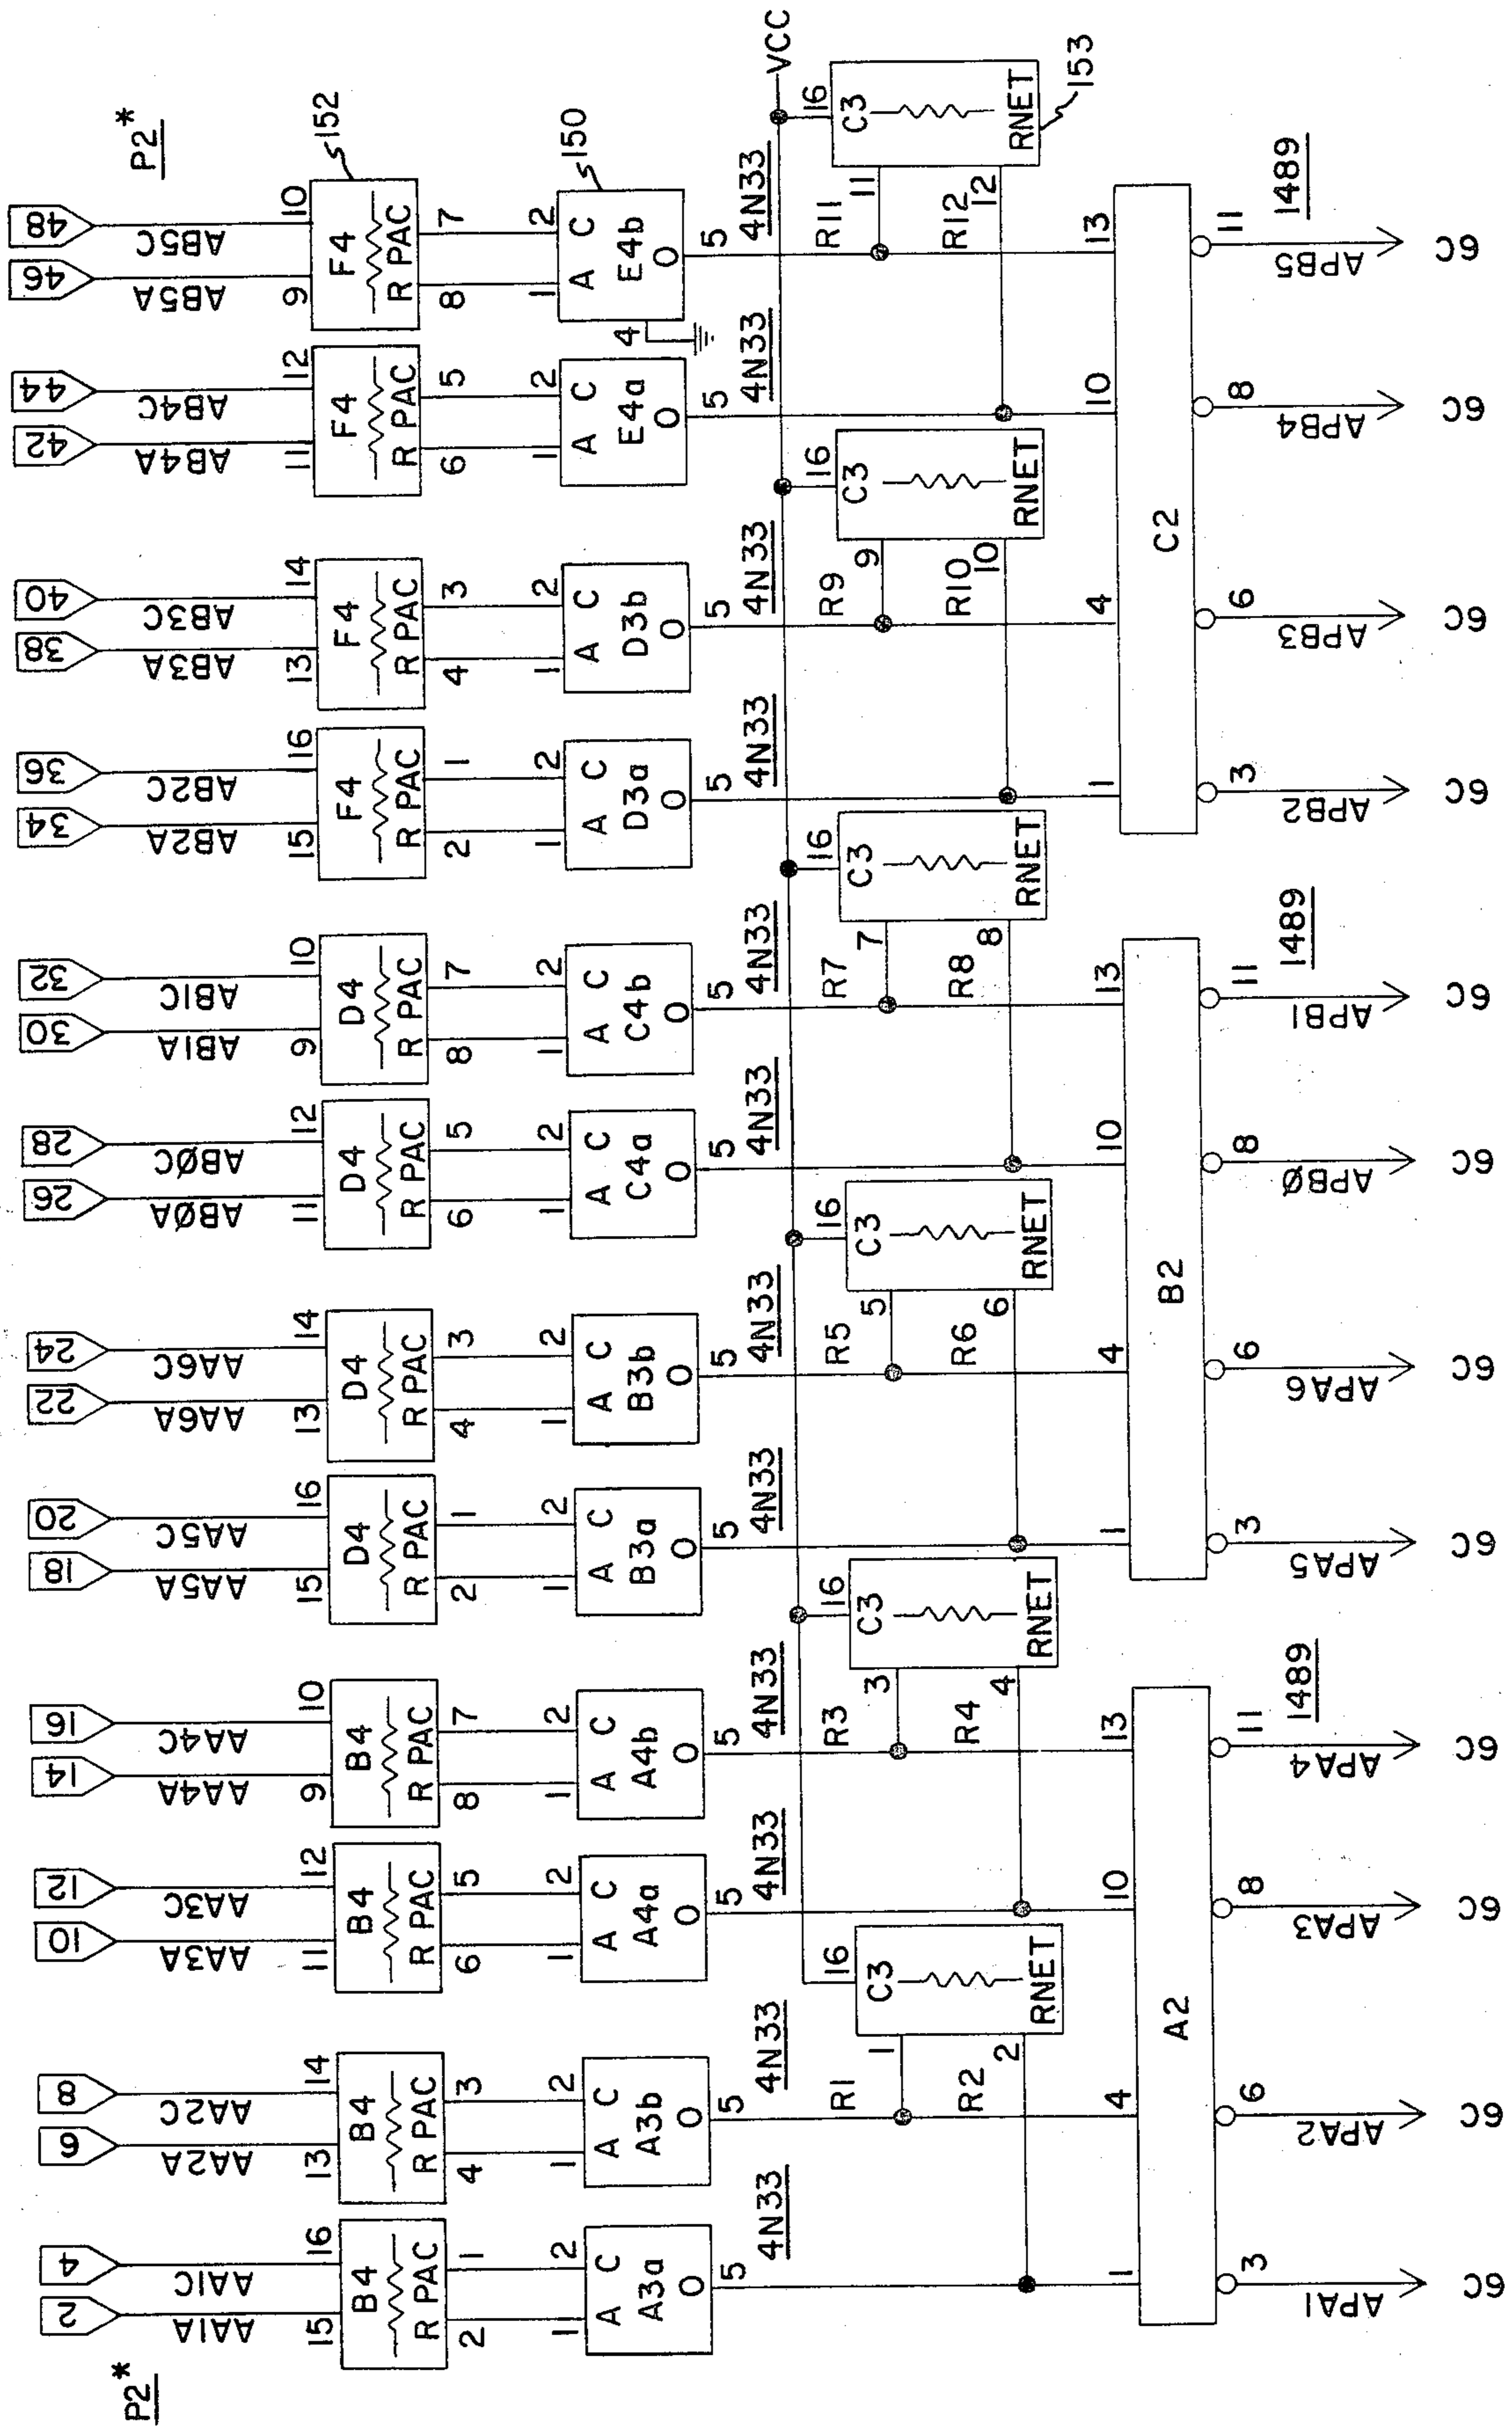 P2*
2 4 6 8 10 12 14 16 18 20 22 24 26 28 30 32 34 36 38 40 42 44 46 48
P2*
AA1A AA1C AA2A AA2C AA3A AA3C AA4A AA4C AA5A AA5C AA6A AA6C ABØA ABØC AB1A AB1C AB2A AB2C AB3A AB3C AB4A AB4C AB5A AB5C
15 16 13 14 11 12 9 10 15 16 13 14 11 12 9 10 15 16 13 14 11 12 9 10
152
B4 B4 B4 B4 D4 D4 D4 D4 F4 F4 F4 F4
R PAC R PAC R PAC R PAC R PAC R PAC R PAC R PAC R PAC R PAC R PAC R PAC
2 1 4 3 6 5 8 7 2 1 4 3 6 5 8 7 2 1 4 3 6 5 8 7
1 2 1 2 1 2 1 2 1 2 1 2 1 2 1 2 1 2 1 2 1 2 1 2
150
A C A C A C A C A C A C A C A C A C A C A C A C
A3a A3b A4a A4b B3a B3b C4a C4b D3a D3b E4a E4b
O O O O O O O O O O O O
4
5 5 5 5 5 5 5 5 5 5 5 5
4N33 4N33 4N33 4N33 4N33 4N33 4N33 4N33 4N33 4N33 4N33 4N33
VCC
16 16 16 16 16 16
R1 1 C3 R3 3 C3 R5 5 C3 R7 7 C3 R9 9 C3 R11 11 C3
R2 2 RNET R4 4 RNET R6 6 RNET R8 8 RNET R10 10 RNET R12 12 RNET
153
1 4 10 13 1 4 10 13 1 4 10 13
A2 B2 C2
3 6 8 11 3 6 8 11 3 6 8 11
1489 1489 1489
APA1 APA2 APA3 APA4 APA5 APA6 APBØ APB1 APB2 APB3 APB4 APB5
6C 6C 6C 6C 6C 6C 6C 6C 6C 6C 6C 6C